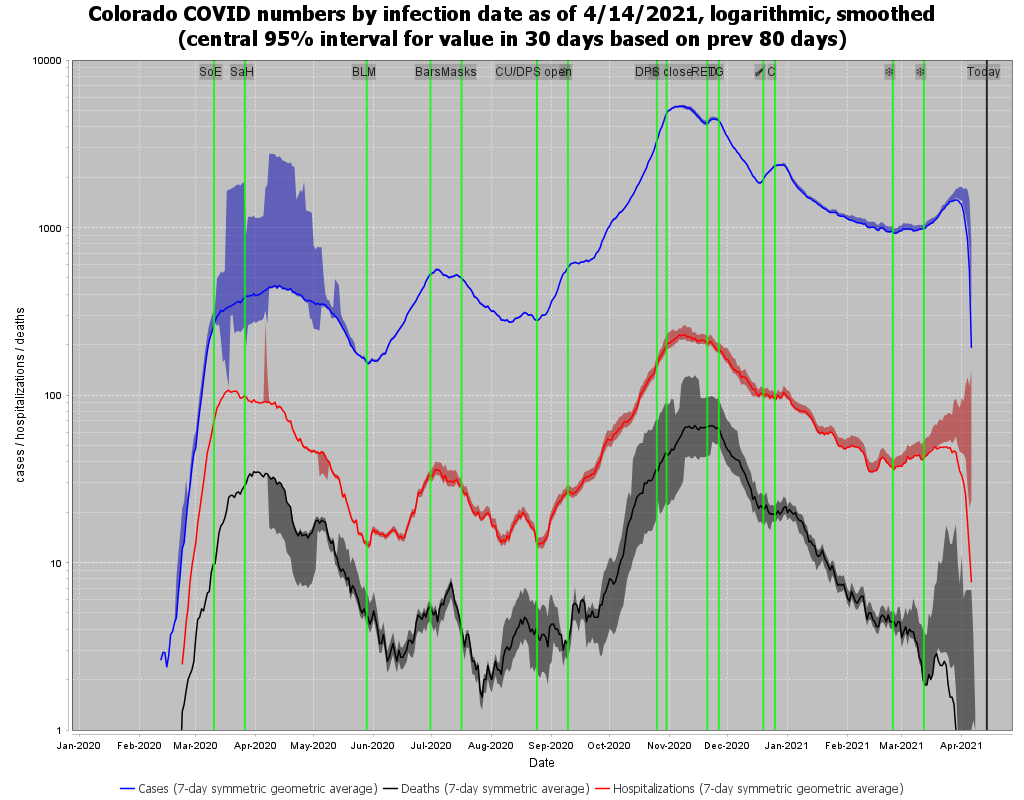 Colorado COVID numbers by infection date as of 4/14/2021, logarithmic, smoothed
(central 95% interval for value in 30 days based on prev 80 days)
10000
SoE SaH BLM Bars Masks CU/DPS open DPS close C Today
1000
100
10
1
cases / hospitalizations / deaths
Jan-2020 Feb-2020 Mar-2020 Apr-2020 May-2020 Jun-2020 Jul-2020 Aug-2020 Sep-2020 Oct-2020 Nov-2020 Dec-2020 Jan-2021 Feb-2021 Mar-2021 Apr-2021
Date
Cases (7-day symmetric geometric average) Deaths (7-day symmetric geometric average) Hospitalizations (7-day symmetric geometric average)